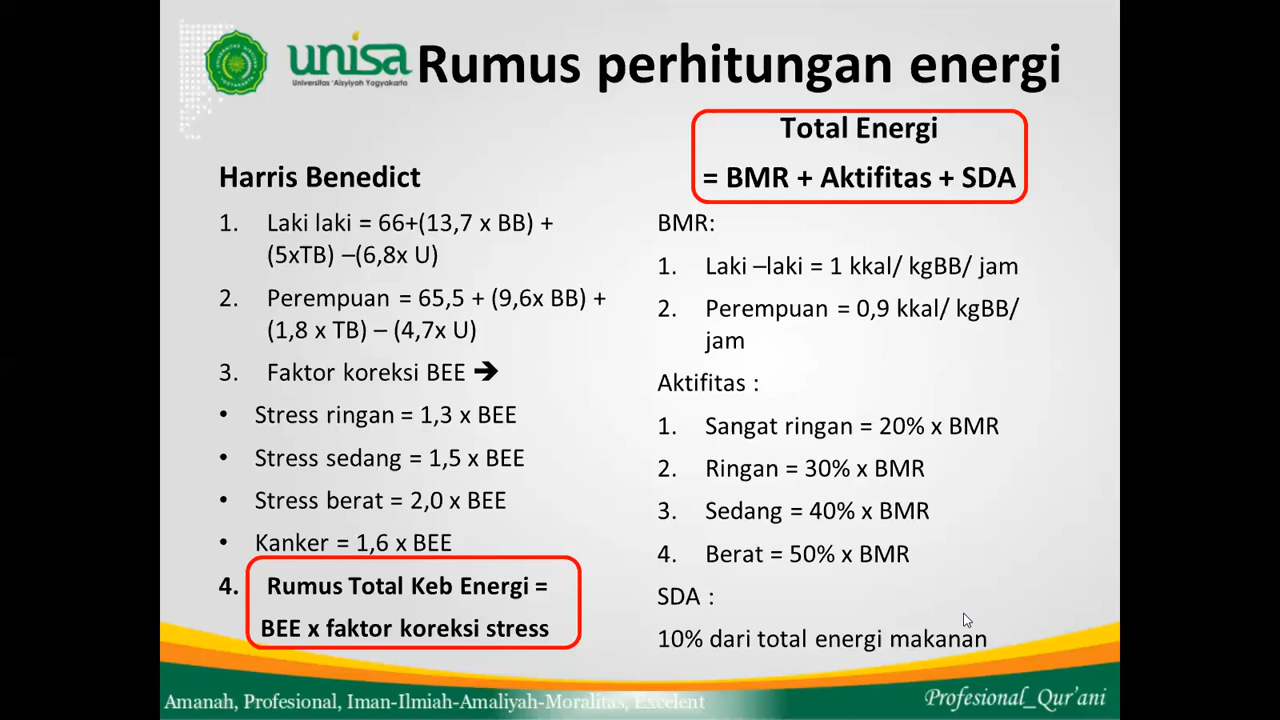 unisa
Universitas 'Aisyiyah Yogyakarta
Rumus perhitungan energi
Harris Benedict
1. Laki laki = 66+(13,7 x BB) +
(5xTB) –(6,8x U)
2. Perempuan = 65,5 + (9,6x BB) +
(1,8 x TB) – (4,7x U)
3. Faktor koreksi BEE ➔
• Stress ringan = 1,3 x BEE
• Stress sedang = 1,5 x BEE
• Stress berat = 2,0 x BEE
• Kanker = 1,6 x BEE
4. Rumus Total Keb Energi =
BEE x faktor koreksi stress
Total Energi
= BMR + Aktifitas + SDA
BMR:
1. Laki –laki = 1 kkal/ kgBB/ jam
2. Perempuan = 0,9 kkal/ kgBB/
jam
Aktifitas :
1. Sangat ringan = 20% x BMR
2. Ringan = 30% x BMR
3. Sedang = 40% x BMR
4. Berat = 50% x BMR
SDA :
10% dari total energi makanan
Amanah, Profesional, Iman-Ilmiah-Amaliyah-Moralitas, Excelent
Profesional_Qur'ani